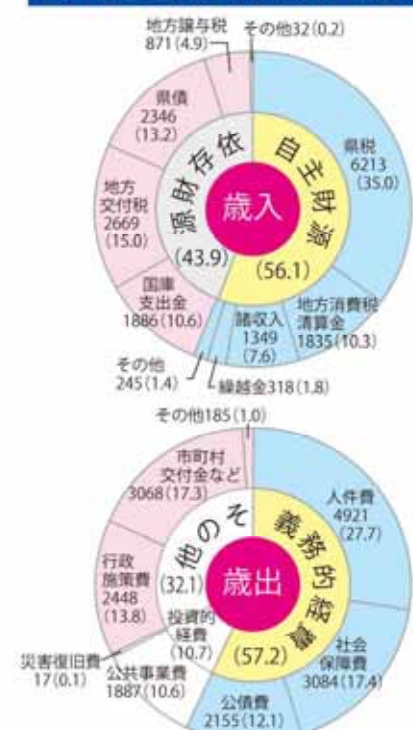 地方譲与税
871(4.9)
その他32(0.2)
県債
2346
(13.2)
県税
6213
(35.0)
依存財源
自主財源
歳入
地方
交付税
2669
(15.0)
(43.9)
(56.1)
国庫
支出金
1886(10.6)
諸収入
1349
(7.6)
地方消費税
清算金
1835(10.3)
その他
245(1.4)
繰越金318(1.8)
その他185(1.0)
市町村
交付金など
3068(17.3)
人件費
4921
(27.7)
その他
義務的経費
(32.1)
歳出
行政
施策費
2448
(13.8)
投資的
経費
(10.7)
(57.2)
災害復旧費
17(0.1)
公共事業費
1887(10.6)
社会
保障費
3084(17.4)
公債費
2155(12.1)